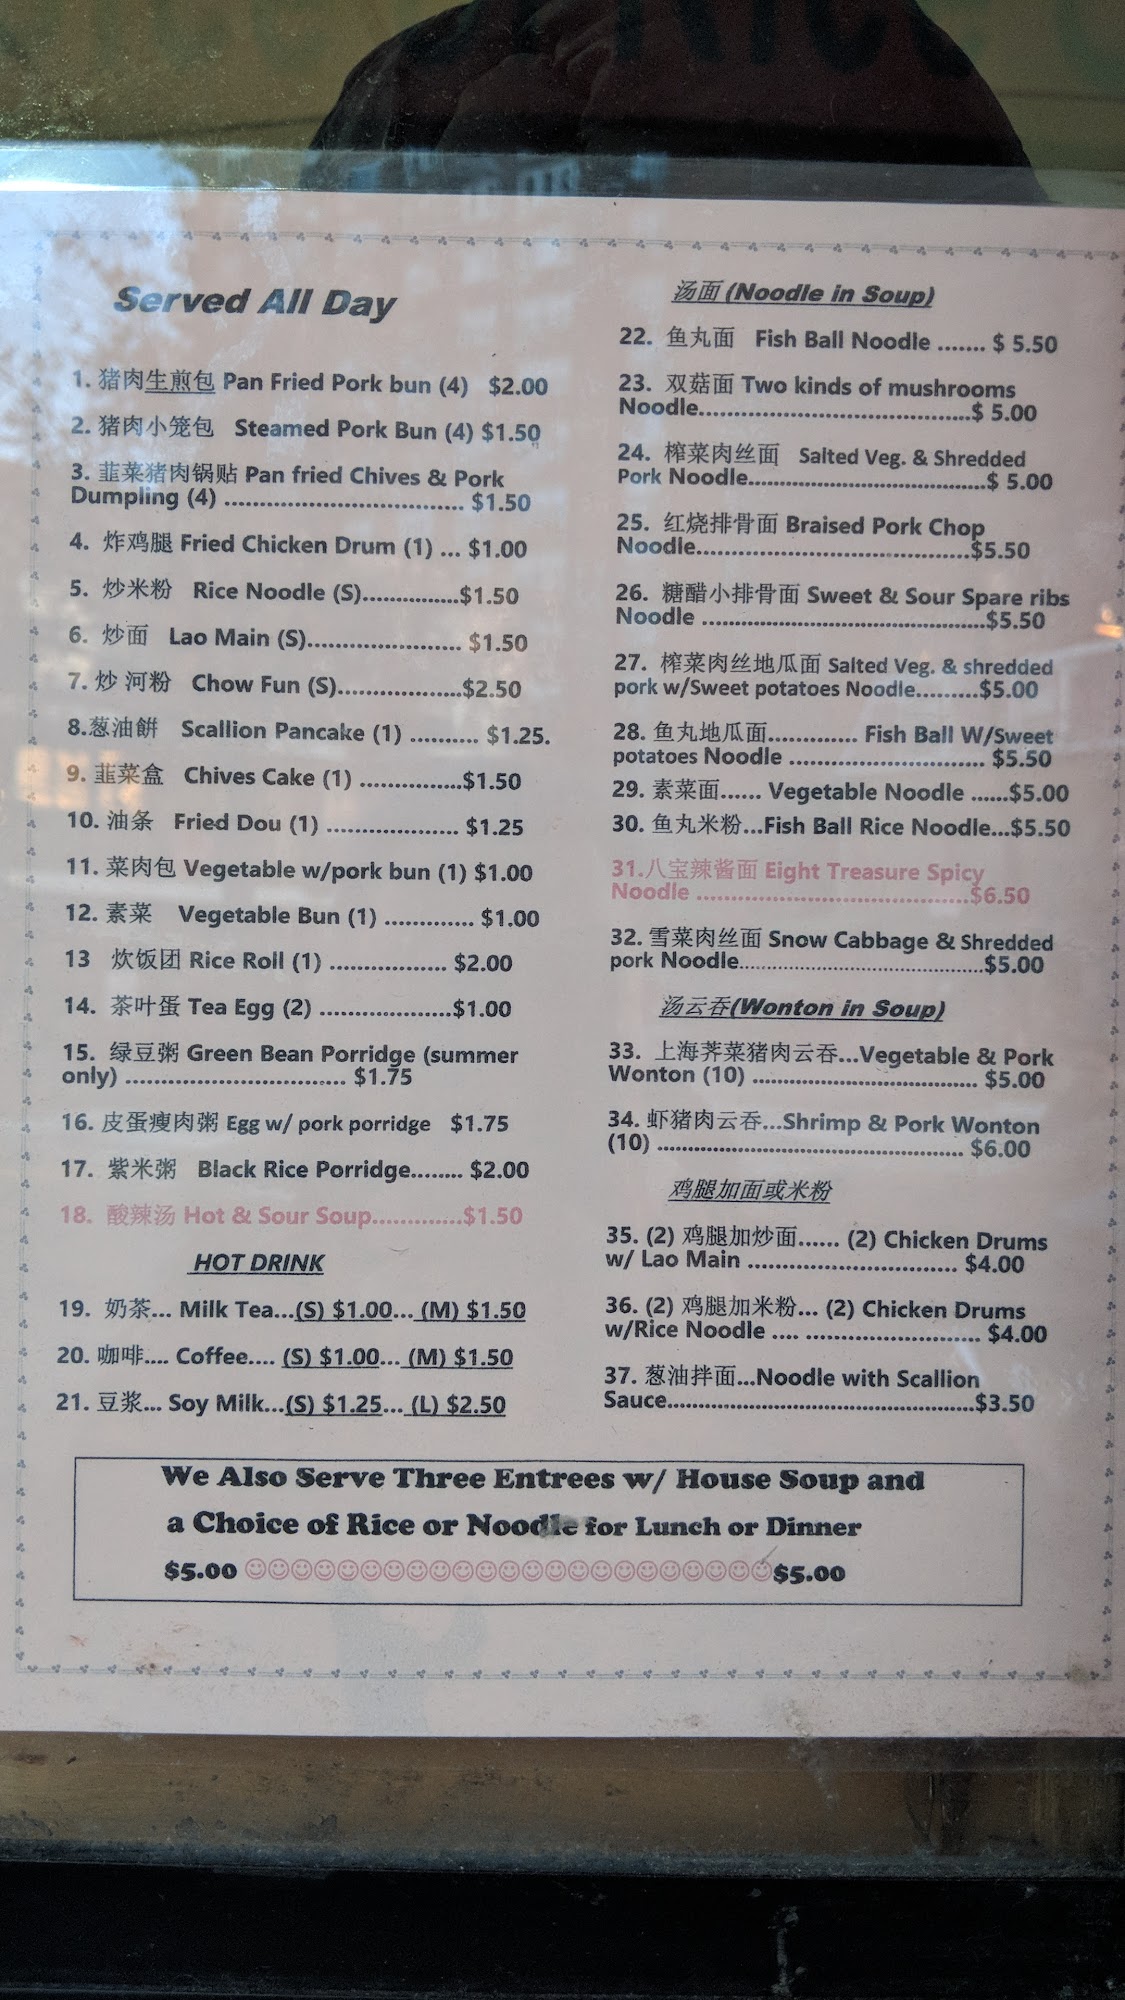 Served All Day
1. 猪肉生煎包 Pan Fried Pork bun (4) $2.00
2. 猪肉小笼包 Steamed Pork Bun (4) $1.50
3. 韮菜猪肉锅贴 Pan fried Chives & Pork
Dumpling (4) .................................. $1.50
4. 炸鸡腿 Fried Chicken Drum (1) ... $1.00
5. 炒米粉 Rice Noodle (S)................$1.50
6. 炒面 Lao Main (S)....................... $1.50
7. 炒 河粉 Chow Fun (S)..................$2.50
8.葱油餅 Scallion Pancake (1) ........... $1.25.
9. 韮菜盒 Chives Cake (1) ................$1.50
10. 油条 Fried Dou (1) .................... $1.25
11. 菜肉包 Vegetable w/pork bun (1) $1.00
12. 素菜 Vegetable Bun (1) ............. $1.00
13 炊饭团 Rice Roll (1) .................. $2.00
14. 茶叶蛋 Tea Egg (2) ....................$1.00
15. 绿豆粥 Green Bean Porridge (summer
only) ................................. $1.75
16. 皮蛋瘦肉粥 Egg w/ pork porridge $1.75
17. 紫米粥 Black Rice Porridge........ $2.00
18. 酸辣汤 Hot & Sour Soup.............$1.50
HOT DRINK
19. 奶茶... Milk Tea...(S) $1.00... (M) $1.50
20. 咖啡.... Coffee.... (S) $1.00... (M) $1.50
21. 豆浆... Soy Milk...(S) $1.25... (L) $2.50
汤面 (Noodle in Soup)
22. 鱼丸面 Fish Ball Noodle ....... $ 5.50
23. 双菇面 Two kinds of mushrooms
Noodle.......................................$ 5.00
24. 榨菜肉丝面 Salted Veg. & Shredded
Pork Noodle..................................$ 5.00
25. 红烧排骨面 Braised Pork Chop
Noodle.......................................$5.50
26. 糖醋小排骨面 Sweet & Sour Spare ribs
Noodle .........................................$5.50
27. 榨菜肉丝地瓜面 Salted Veg. & shredded
pork w/Sweet potatoes Noodle.........$5.00
28. 鱼丸地瓜面............. Fish Ball W/Sweet
potatoes Noodle ............................ $5.50
29. 素菜面...... Vegetable Noodle ......$5.00
30. 鱼丸米粉...Fish Ball Rice Noodle...$5.50
31.八宝辣酱面 Eight Treasure Spicy
Noodle .......................................$6.50
32. 雪菜肉丝面 Snow Cabbage & Shredded
pork Noodle...................................$5.00
汤云吞(Wonton in Soup)
33. 上海荠菜猪肉云吞...Vegetable & Pork
Wonton (10) ................................. $5.00
34. 虾猪肉云吞...Shrimp & Pork Wonton
(10) ............................................ $6.00
鸡腿加面或米粉
35. (2) 鸡腿加炒面...... (2) Chicken Drums
w/ Lao Main .............................. $4.00
36. (2) 鸡腿加米粉... (2) Chicken Drums
w/Rice Noodle .... ......................... $4.00
37. 葱油拌面...Noodle with Scallion
Sauce............................................$3.50
We Also Serve Three Entrees w/ House Soup and
a Choice of Rice or Noodle for Lunch or Dinner
$5.00 ☺☺☺☺☺☺☺☺☺☺☺☺☺☺☺☺☺☺☺☺☺☺☺$5.00